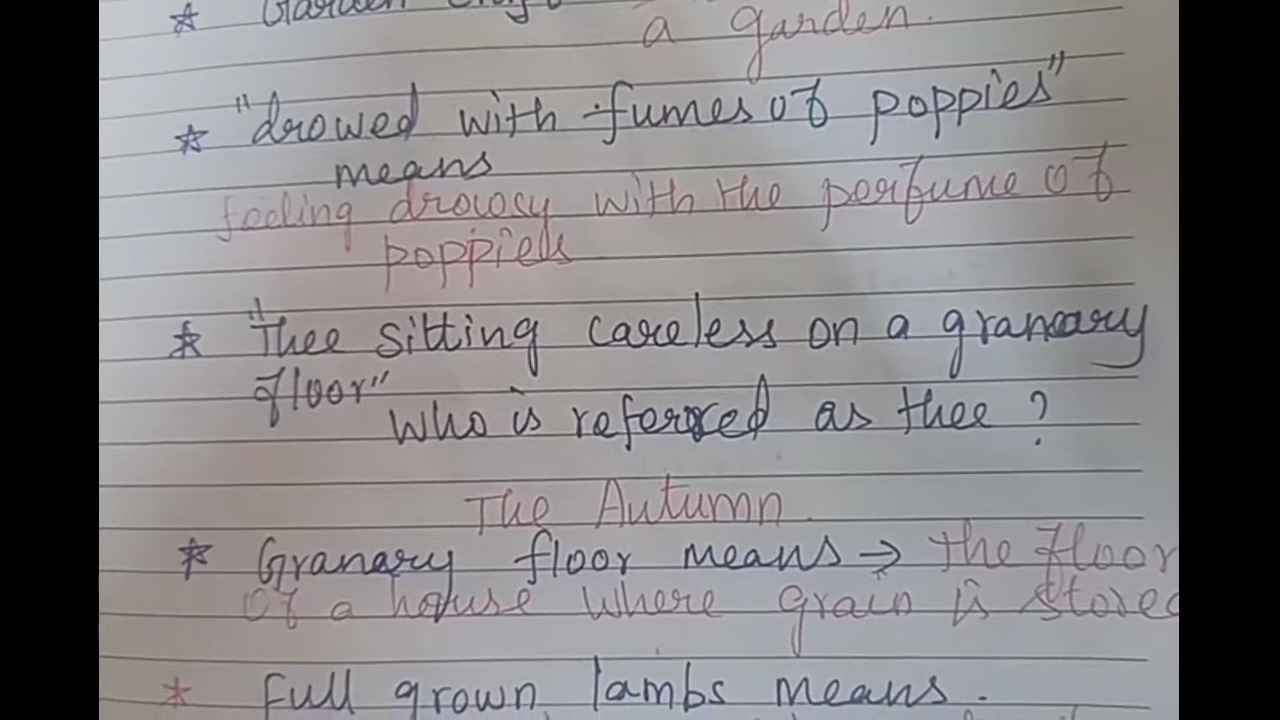 * Garden
a garden.
* "drowed with fumes of poppies"
means
feeling drowsy with the perfume of
poppies
* "Thee sitting careless on a granary
floor"
Who is referred as thee ?
The Autumn.
* Granary floor means → the floor
of a house where grain is stored
* Full grown lambs means.